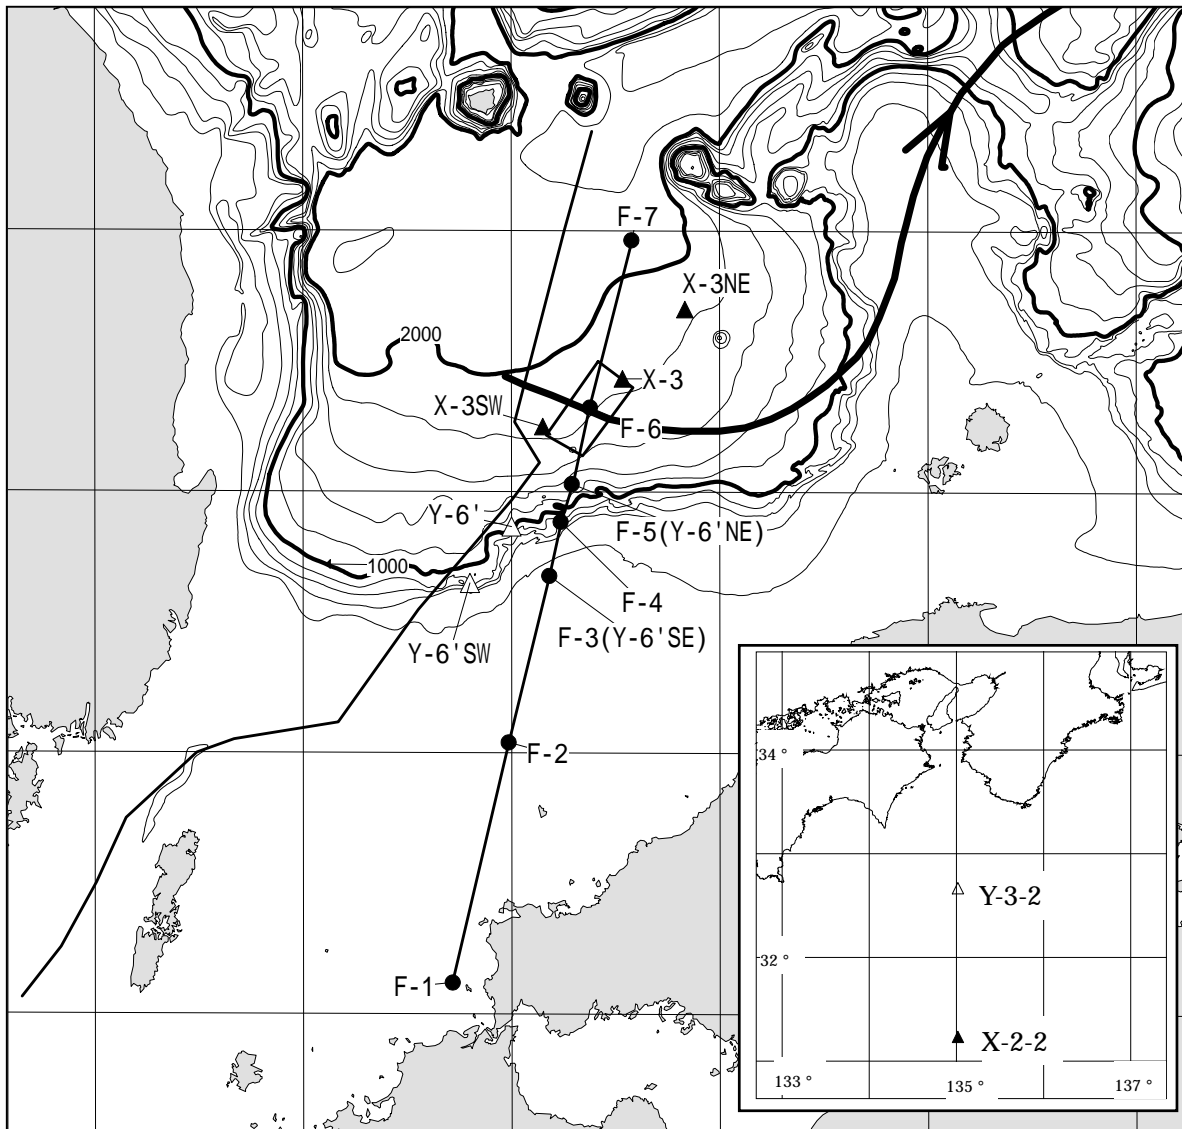 F-7
X-3NE
2000
X-3
X-3SW
F-6
Y-6'
F-5(Y-6'NE)
1000
F-4
F-3(Y-6'SE)
Y-6'SW
F-2
34 °
Y-3-2
32 °
F-1
X-2-2
133 °
135 °
137 °